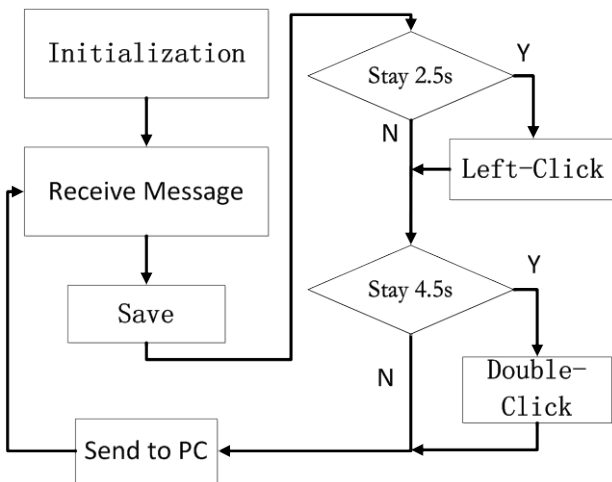 Initialization
Receive Message
Save
Send to PC
Stay 2.5s
Y
N
Left-Click
Stay 4.5s
Y
N
Double-
Click